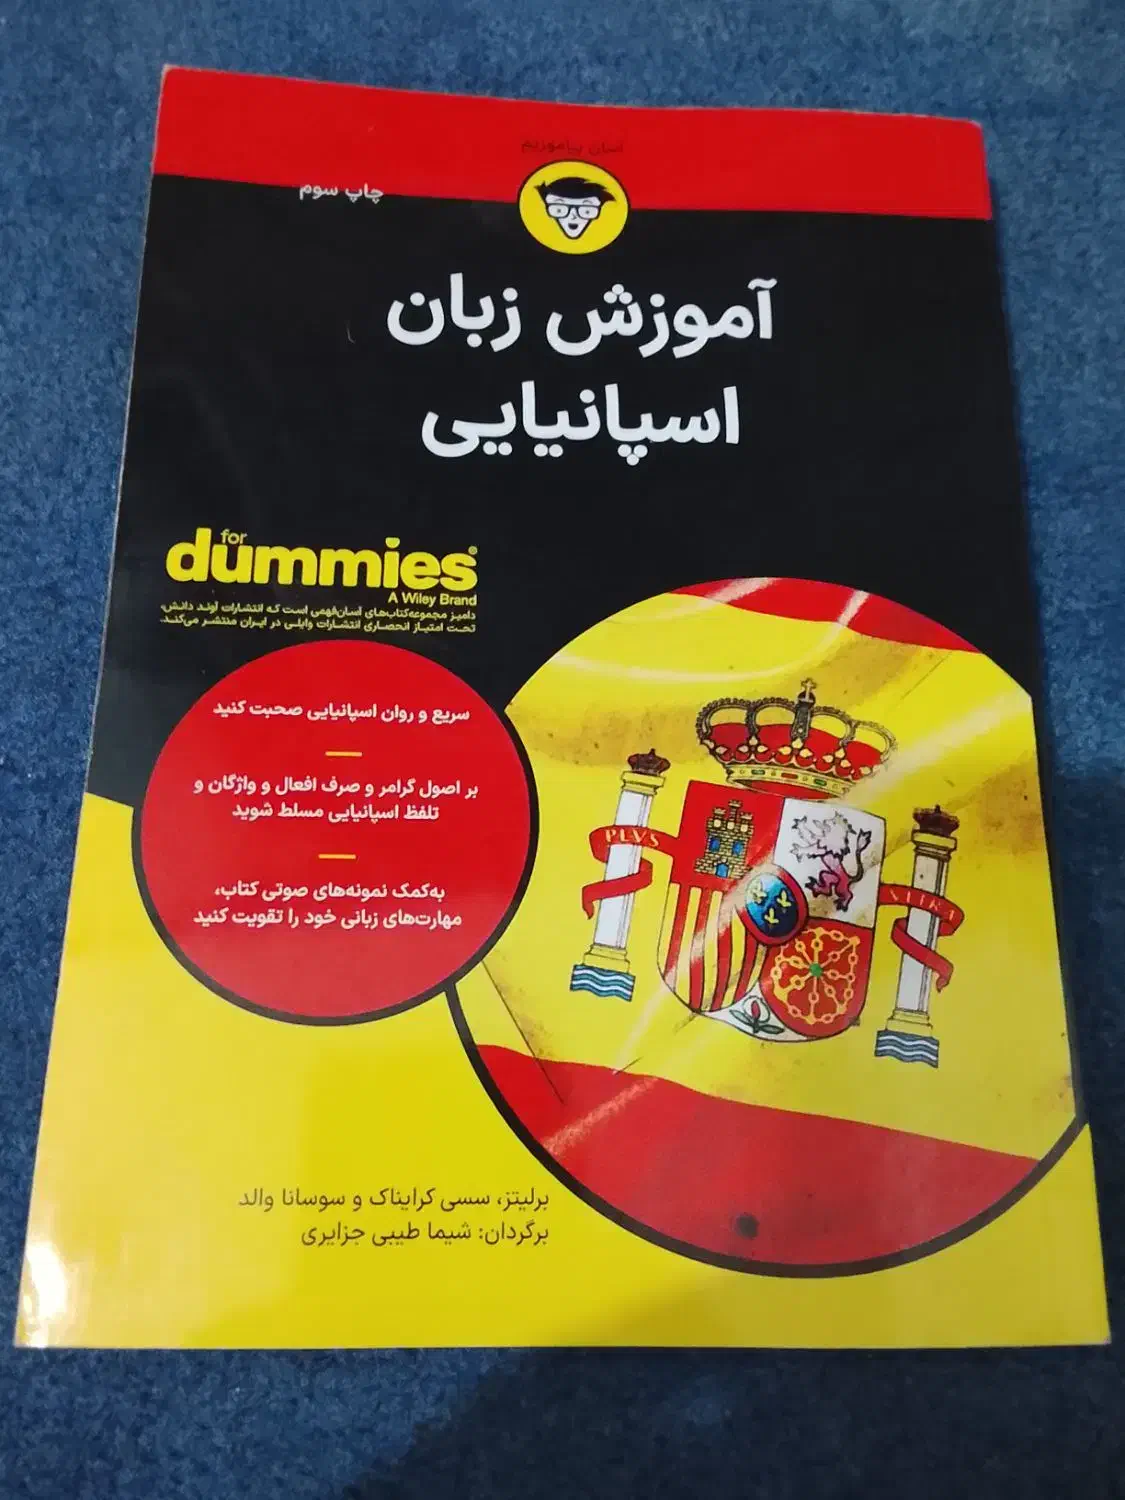 آسان بیاموزیم
چاپ سوم
آموزش زبان
اسپانیایی
for
dummies®
A Wiley Brand
دامیز مجموعه‌کتاب‌های آسان‌فهمی است که انتشارات آوند دانش،
تحت امتیاز انحصاری انتشارات وایلی در ایران منتشر می‌کند.
سریع و روان اسپانیایی صحبت کنید
بر اصول گرامر و صرف افعال و واژگان و
تلفظ اسپانیایی مسلط شوید
به‌کمک نمونه‌های صوتی کتاب،
مهارت‌های زبانی خود را تقویت کنید
PLVS
VLTRA
برلیتز، سسی کرایناک و سوسانا والد
برگردان: شیما طیبی جزایری